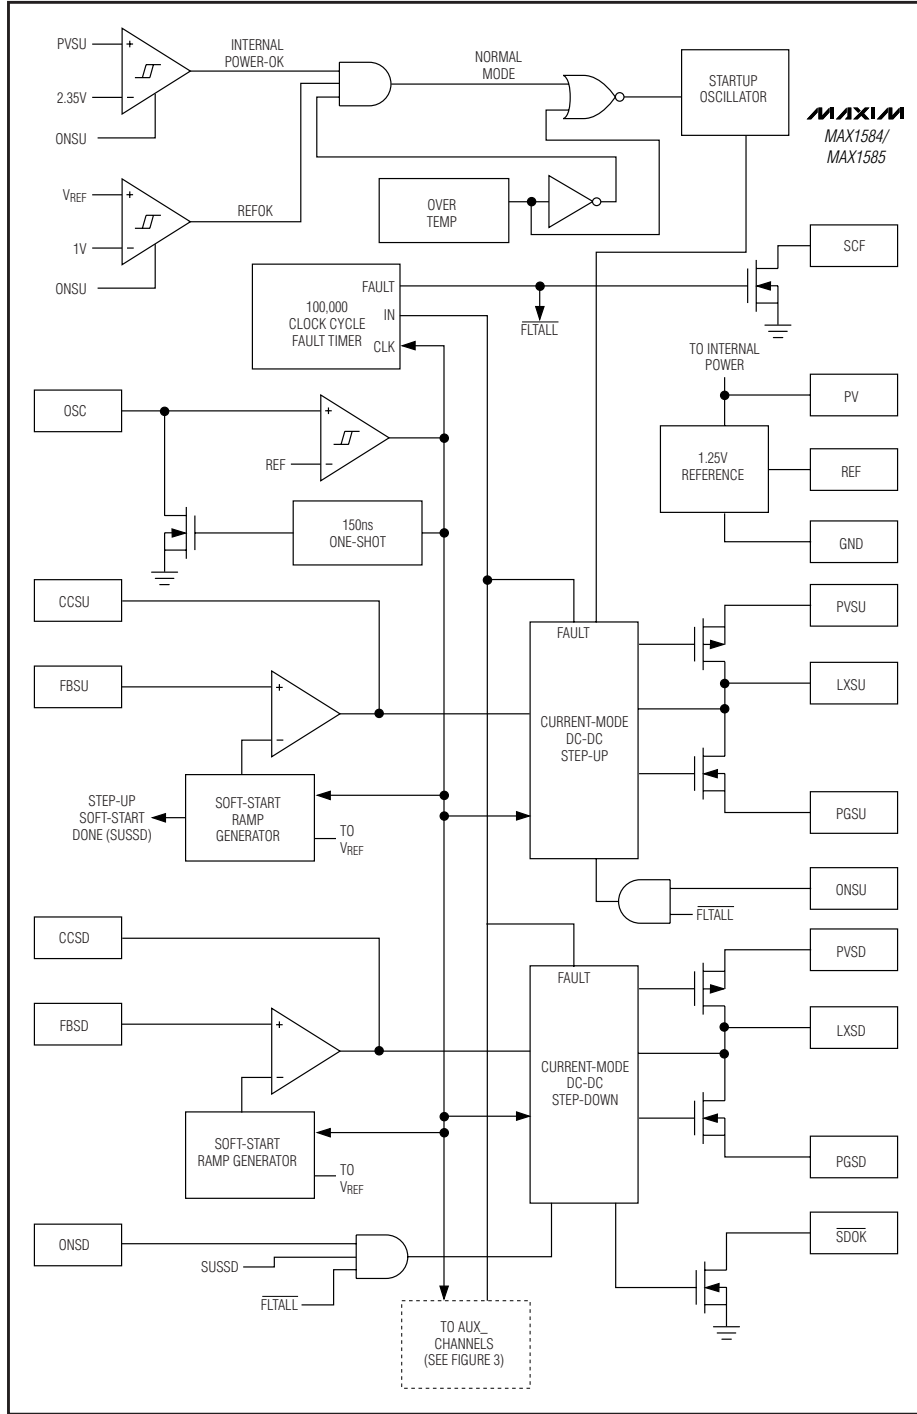 PVSU
+
INTERNAL
POWER-OK
2.35V
−
ONSU
NORMAL
MODE
STARTUP
OSCILLATOR
MAXIM
MAX1584/
MAX1585
VREF
+
REFOK
1V
−
ONSU
OVER
TEMP
SCF
100,000
CLOCK CYCLE
FAULT TIMER
FAULT
IN
CLK
FLTALL
TO INTERNAL
POWER
PV
OSC
+
REF
−
1.25V
REFERENCE
REF
150ns
ONE-SHOT
GND
CCSU
PVSU
FAULT
FBSU
+
−
LXSU
CURRENT-MODE
DC-DC
STEP-UP
STEP-UP
SOFT-START
DONE (SUSSD)
SOFT-START
RAMP
GENERATOR
TO
VREF
PGSU
ONSU
FLTALL
CCSD
PVSD
FAULT
FBSD
+
−
LXSD
CURRENT-MODE
DC-DC
STEP-DOWN
SOFT-START
RAMP GENERATOR
TO
VREF
PGSD
ONSD
SUSSD
FLTALL
SDOK
TO AUX_
CHANNELS
(SEE FIGURE 3)